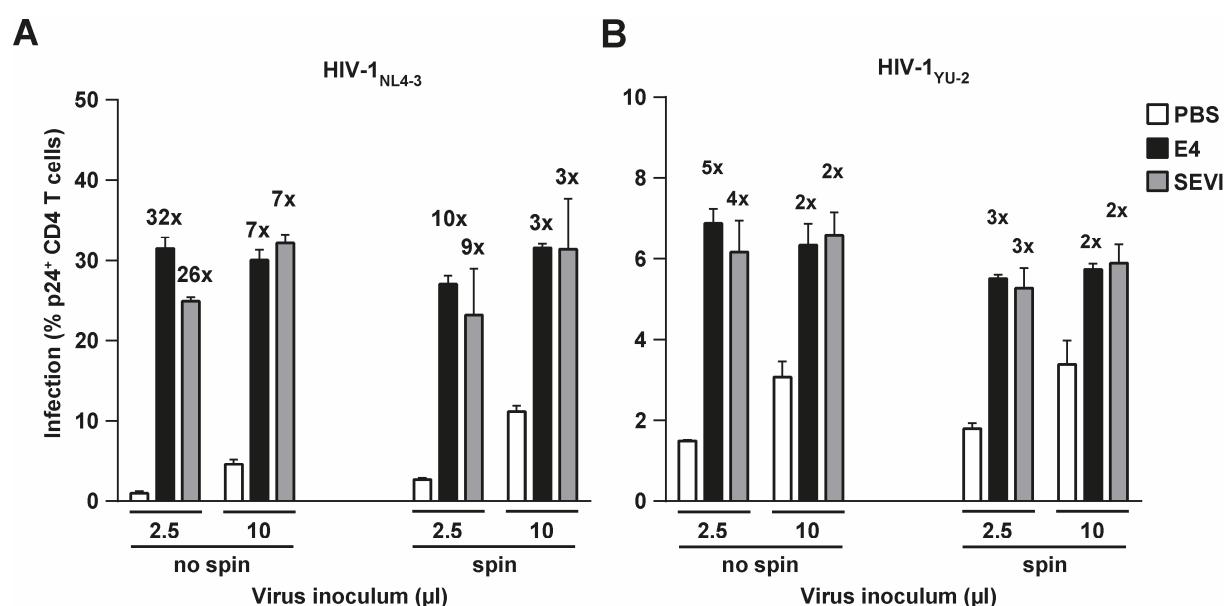 A
HIV-1NL4-3
Infection (% p24+ CD4 T cells)
50
40
30
20
10
0
32x
26x
7x
7x
10x
9x
3x
3x
2.5
10
2.5
10
no spin
spin
Virus inoculum (µl)
B
HIV-1YU-2
10
8
6
4
2
0
5x
4x
2x
2x
3x
3x
2x
2x
2.5
10
2.5
10
no spin
spin
Virus inoculum (µl)
PBS
E4
SEVI